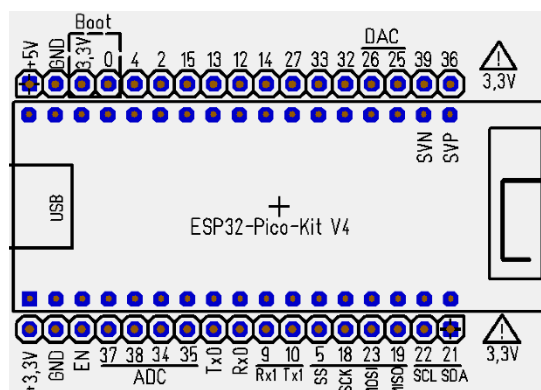 Boot
DAC
+5V GND 3,3V 0 4 2 15 13 12 14 27 33 32 26 25 39 36
3,3V
SVN SVP
USB
ESP32-Pico-Kit V4
+3,3V GND EN 37 38 34 35 Tx0 Rx0 9 10 5 18 23 19 22 21
ADC Rx1 Tx1 SS SCK MOSI MISO SCL SDA
3,3V